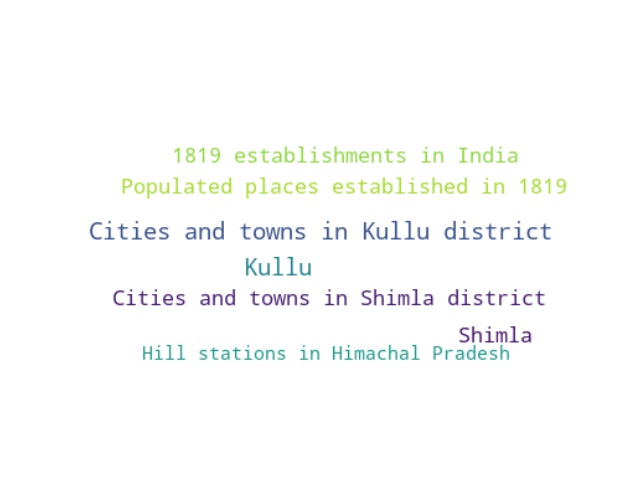 1819 establishments in India
Populated places established in 1819
Cities and towns in Kullu district
Kullu
Cities and towns in Shimla district
Shimla
Hill stations in Himachal Pradesh